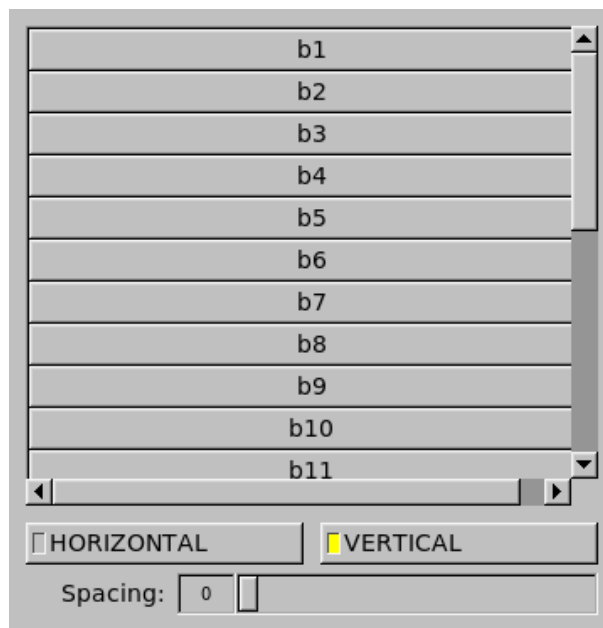 b1
b2
b3
b4
b5
b6
b7
b8
b9
b10
b11
HORIZONTAL VERTICAL
Spacing: 0